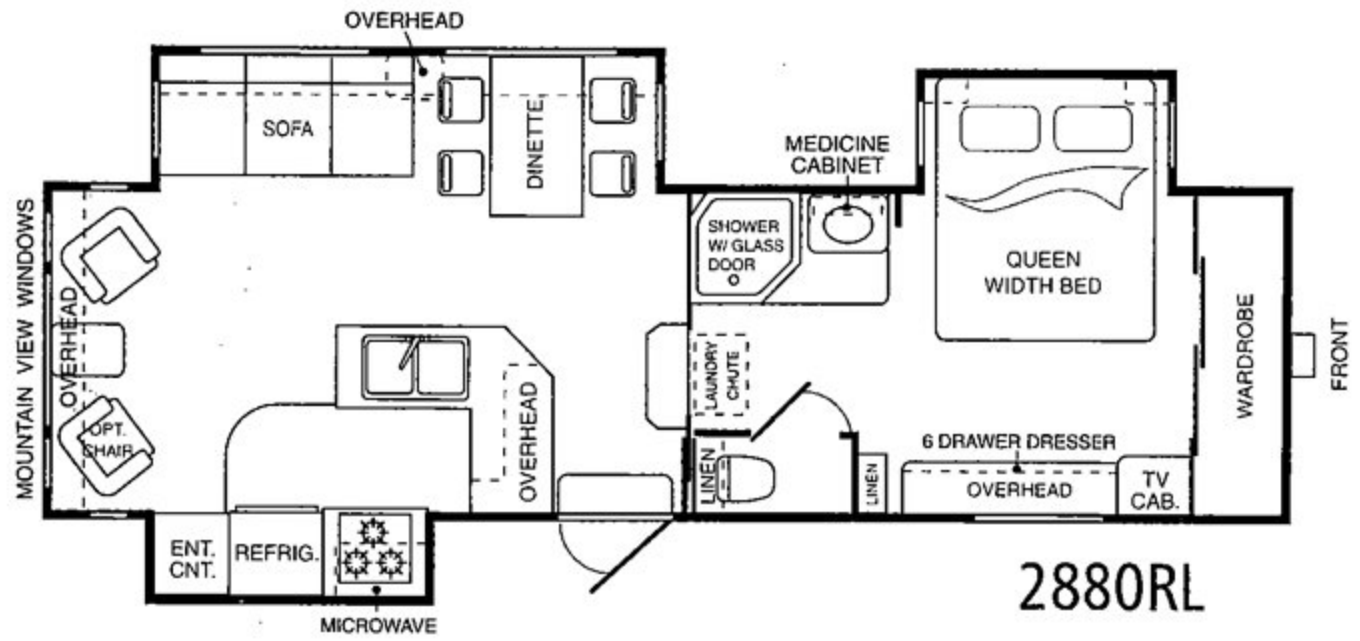 OVERHEAD
SOFA
DINETTE
MEDICINE
CABINET
SHOWER
W/ GLASS
DOOR
QUEEN
WIDTH BED
MOUNTAIN VIEW WINDOWS
OVERHEAD
OPT.
CHAIR
OVERHEAD
LAUNDRY
CHUTE
WARDROBE
FRONT
LINEN
LINEN
6 DRAWER DRESSER
OVERHEAD
TV
CAB.
ENT.
CNT.
REFRIG.
MICROWAVE
2880RL